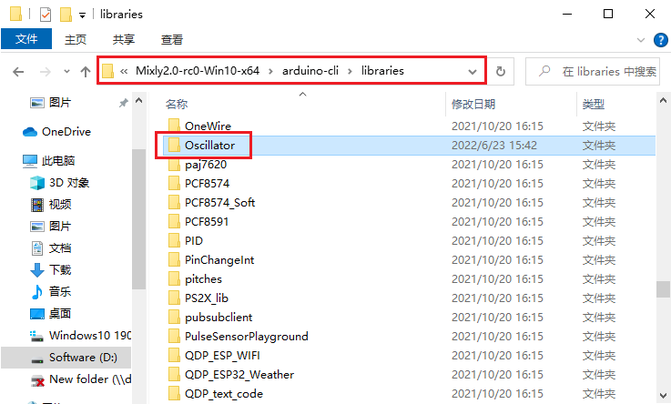 libraries
文件 主页 共享 查看
« Mixly2.0-rc0-Win10-x64 > arduino-cli > libraries
在 libraries 中搜索
图片
OneDrive
此电脑
3D 对象
视频
图片
文档
下载
音乐
桌面
Windows10 190
Software (D:)
New folder (\\d
名称 修改日期 类型
OneWire 2021/10/20 16:15 文件夹
Oscillator 2022/6/23 15:42 文件夹
paj7620 2021/10/20 16:15 文件夹
PCF8574 2021/10/20 16:15 文件夹
PCF8574_Soft 2021/10/20 16:15 文件夹
PCF8591 2021/10/20 16:15 文件夹
PID 2021/10/20 16:15 文件夹
PinChangeInt 2021/10/20 16:15 文件夹
pitches 2021/10/20 16:15 文件夹
PS2X_lib 2021/10/20 16:15 文件夹
pubsubclient 2021/10/20 16:15 文件夹
PulseSensorPlayground 2021/10/20 16:15 文件夹
QDP_ESP_WIFI 2021/10/20 16:15 文件夹
QDP_ESP32_Weather 2021/10/20 16:15 文件夹
QDP_text_code 2021/10/20 16:15 文件夹